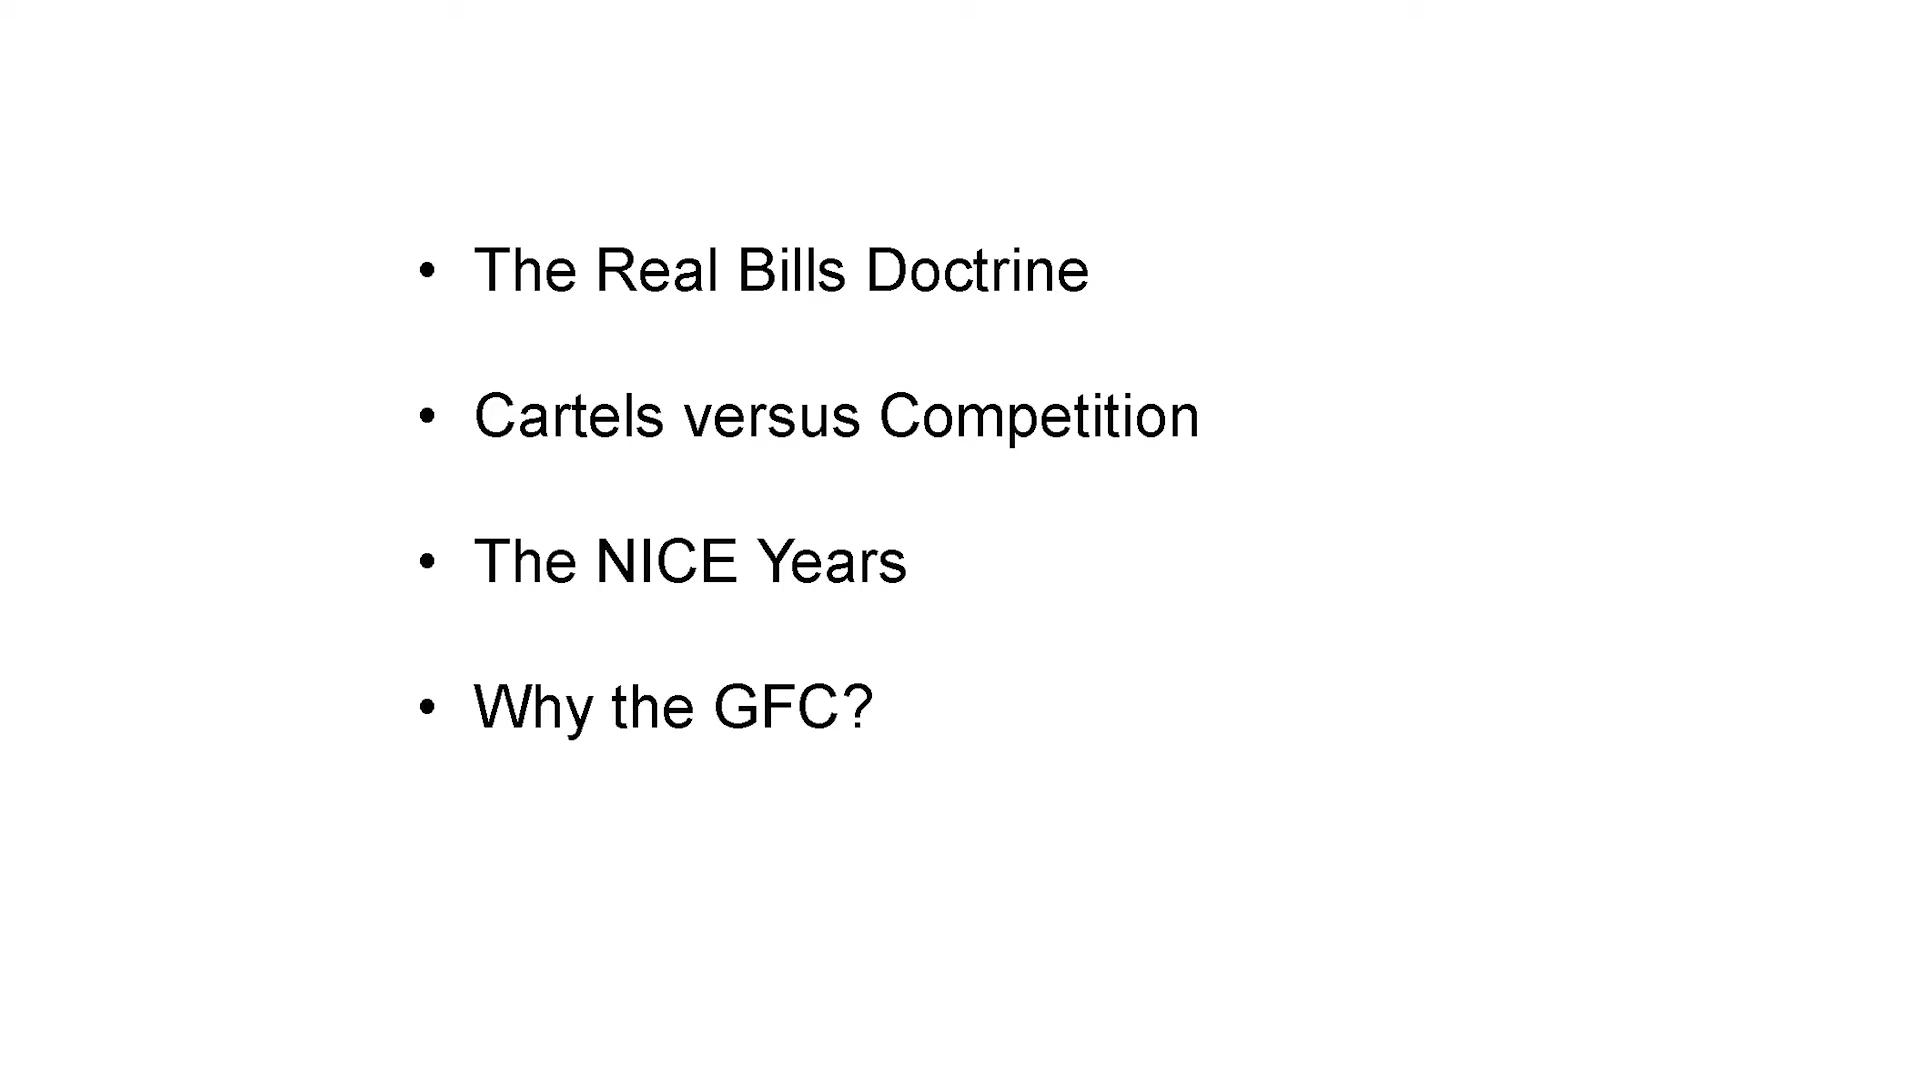 • The Real Bills Doctrine
• Cartels versus Competition
• The NICE Years
• Why the GFC?